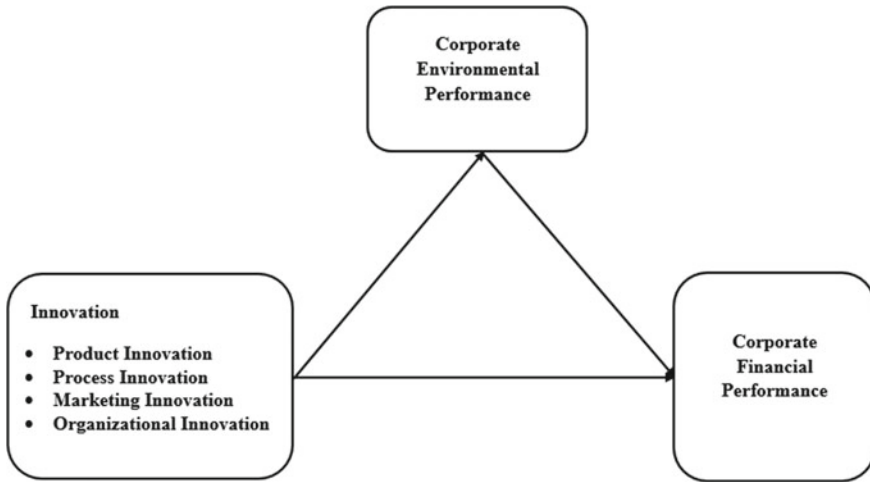 Corporate
Environmental
Performance
Innovation
• Product Innovation
• Process Innovation
• Marketing Innovation
• Organizational Innovation
Corporate
Financial
Performance